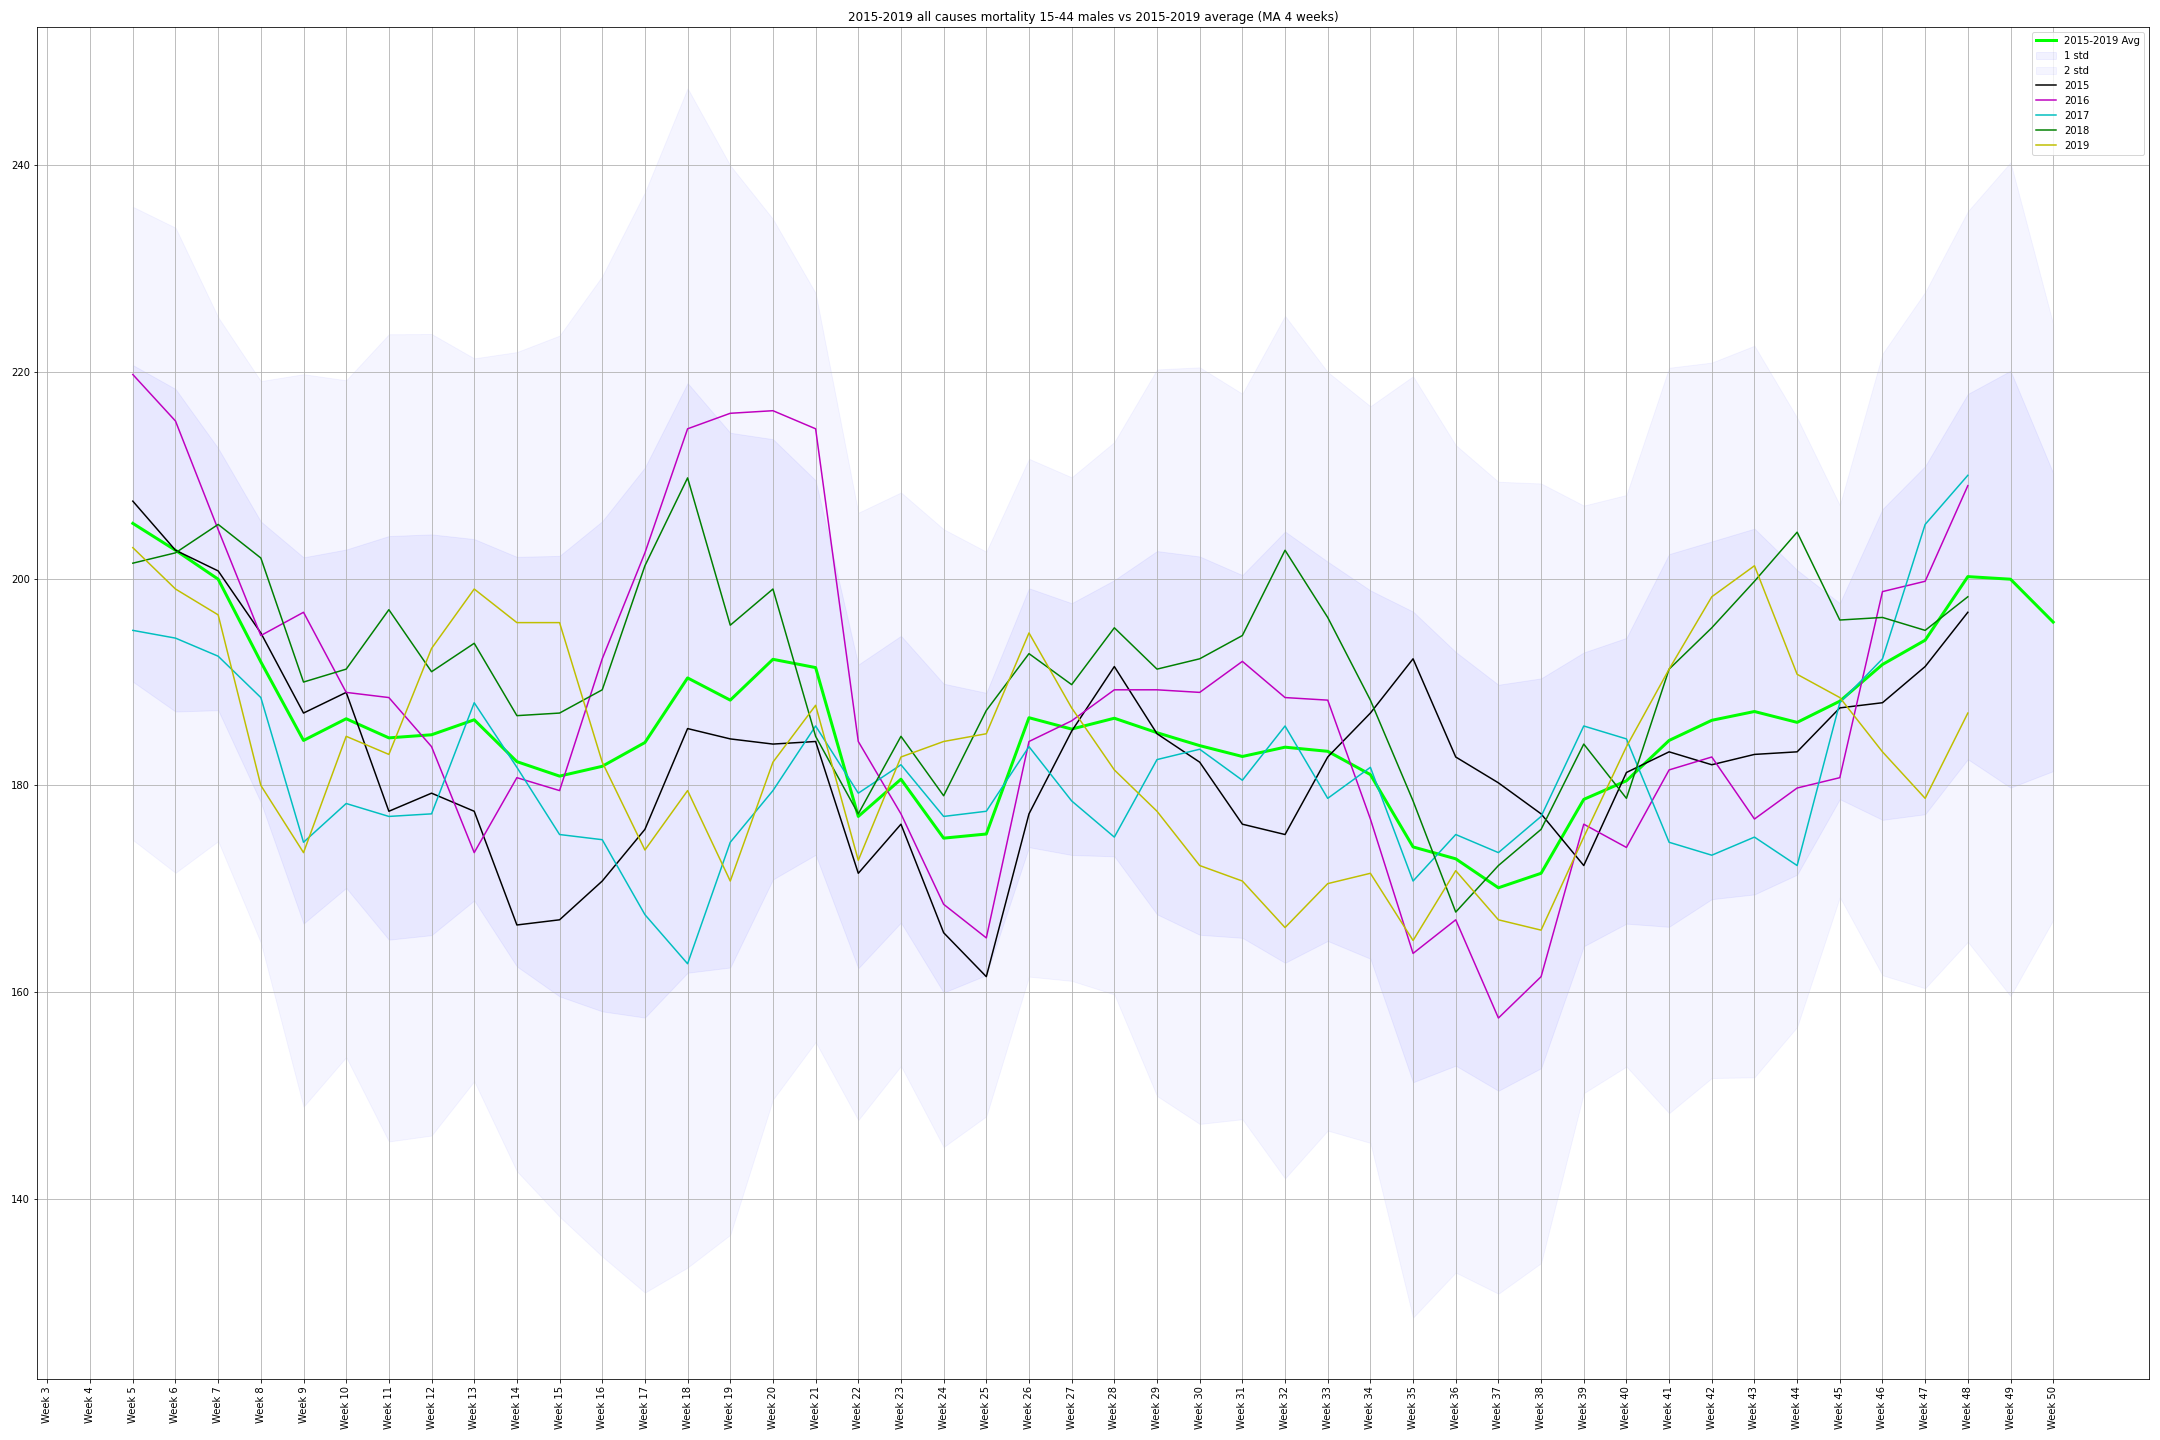 2015-2019 all causes mortality 15-44 males vs 2015-2019 average (MA 4 weeks)
2015-2019 Avg
1 std
2 std
2015
2016
2017
2018
2019
240
220
200
180
160
140
Week 3
Week 4
Week 5
Week 6
Week 7
Week 8
Week 9
Week 10
Week 11
Week 12
Week 13
Week 14
Week 15
Week 16
Week 17
Week 18
Week 19
Week 20
Week 21
Week 22
Week 23
Week 24
Week 25
Week 26
Week 27
Week 28
Week 29
Week 30
Week 31
Week 32
Week 33
Week 34
Week 35
Week 36
Week 37
Week 38
Week 39
Week 40
Week 41
Week 42
Week 43
Week 44
Week 45
Week 46
Week 47
Week 48
Week 49
Week 50